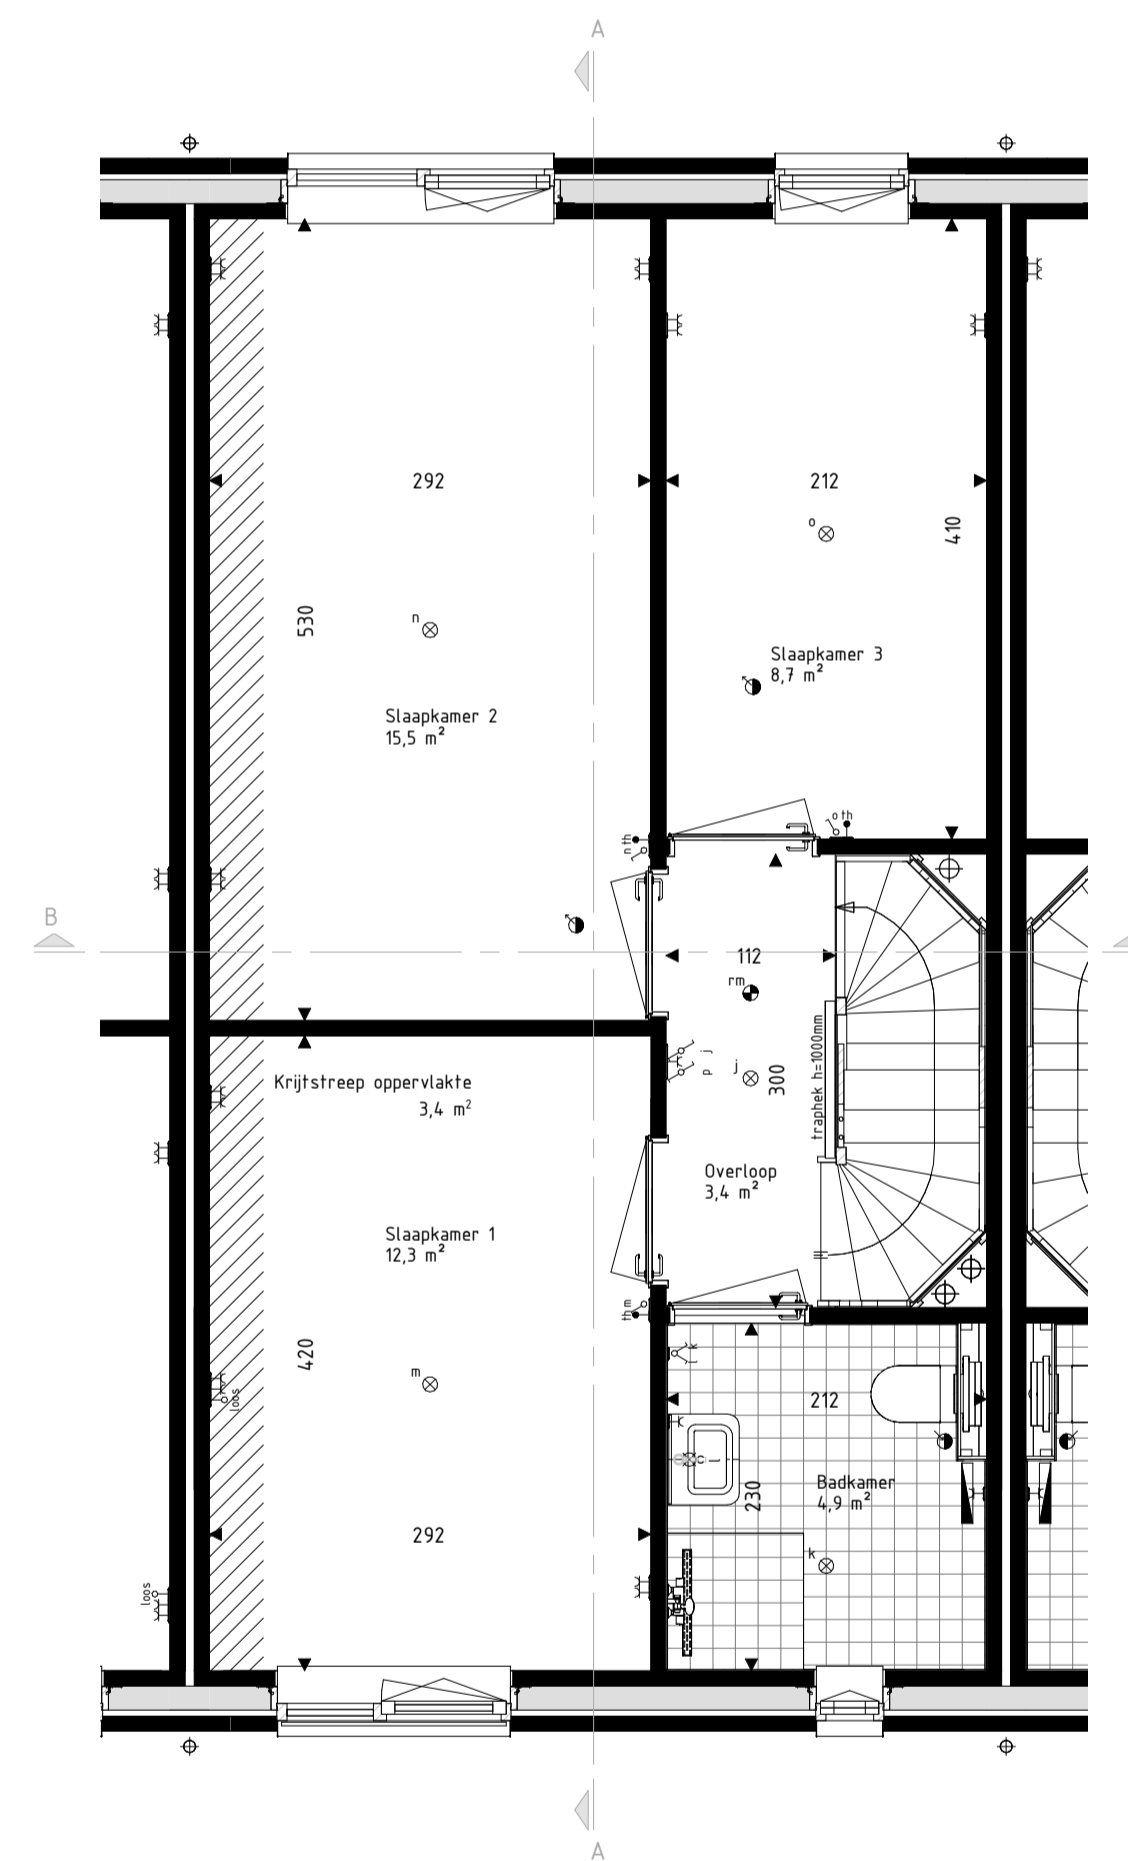 A
292
212
o
410
n
530
Slaapkamer 3
8,7 m²
Slaapkamer 2
15,5 m²
o th
n th
B
112
rm
j
p j
300
traphek h=1000mm
Krijtstreep oppervlakte
3,4 m²
Overloop
3,4 m²
Slaapkamer 1
12,3 m²
th m
420
m
l k
loos
212
l
230
Badkamer
4,9 m²
292
k
loos
A